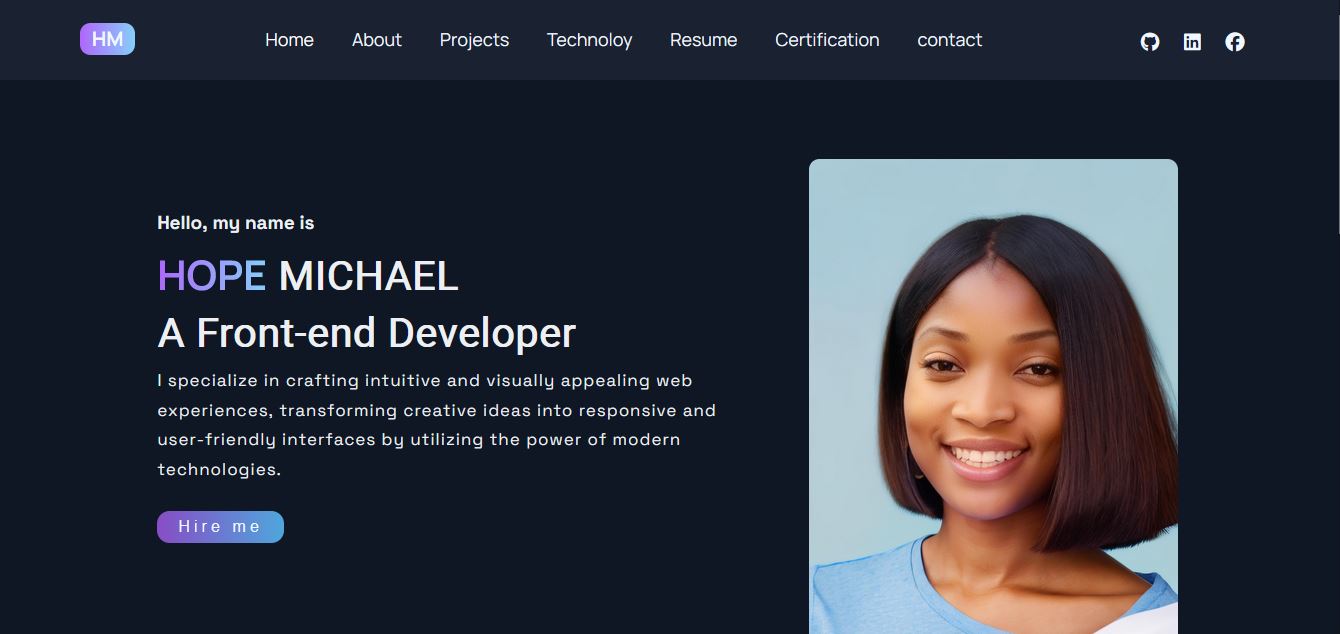 HM
Home About Projects Technoloy Resume Certification contact
Hello, my name is
HOPE MICHAEL
A Front-end Developer
I specialize in crafting intuitive and visually appealing web
experiences, transforming creative ideas into responsive and
user-friendly interfaces by utilizing the power of modern
technologies.
Hire me